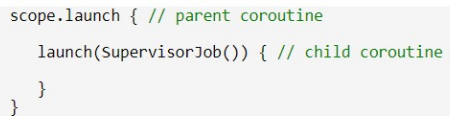 scope.launch { // parent coroutine
launch(SupervisorJob()) { // child coroutine
}
}